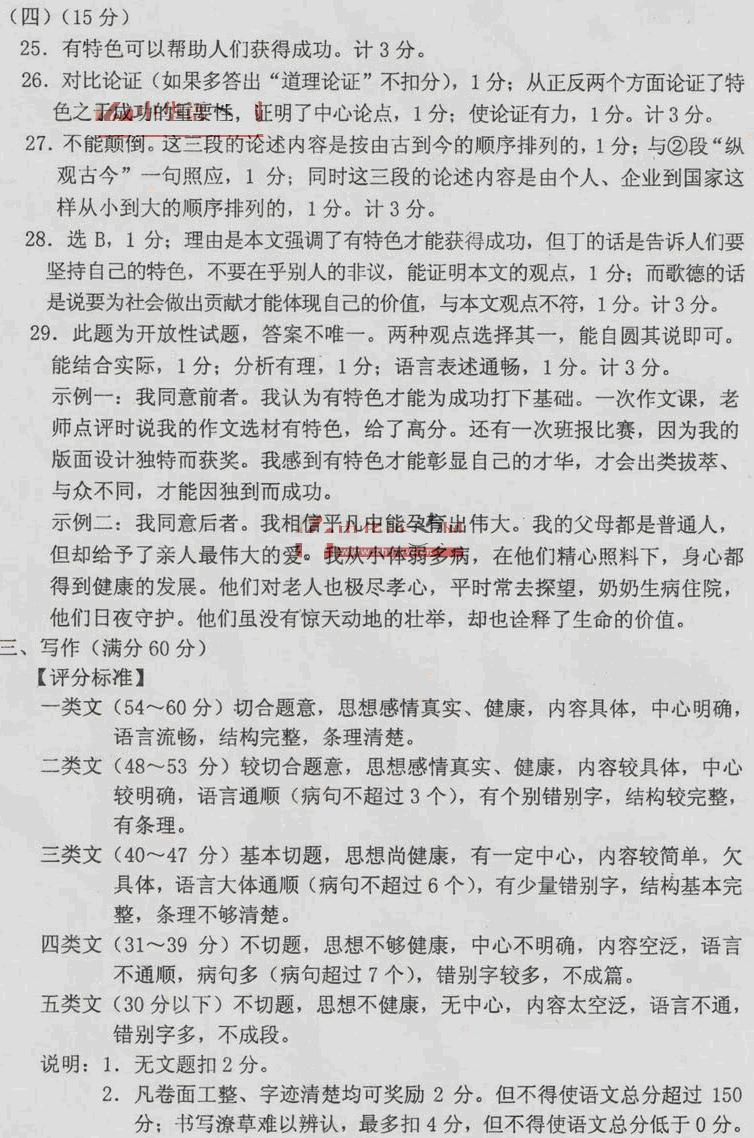 (四)(15分)
25．有特色可以帮助人们获得成功。计3分。
26．对比论证（如果多答出“道理论证”不扣分），1分；从正反两个方面论证了特
色之于成功的重要性，证明了中心论点，1分；使论证有力，1分。计3分。
27．不能颠倒。这三段的论述内容是按由古到今的顺序排列的，1分；与②段“纵
观古今”一句照应，1分；同时这三段的论述内容是由个人、企业到国家这
样从小到大的顺序排列的，1分。计3分。
28．选B，1分；理由是本文强调了有特色才能获得成功，但丁的话是告诉人们要
坚持自己的特色，不要在乎别人的非议，能证明本文的观点，1分；而歌德的话
是说要为社会做出贡献才能体现自己的价值，与本文观点不符，1分。计3分。
29．此题为开放性试题，答案不唯一。两种观点选择其一，能自圆其说即可。
能结合实际，1分；分析有理，1分；语言表述通畅，1分。计3分。
示例一：我同意前者。我认为有特色才能为成功打下基础。一次作文课，老
师点评时说我的作文选材有特色，给了高分。还有一次班报比赛，因为我的
版面设计独特而获奖。我感到有特色才能彰显自己的才华，才会出类拔萃、
与众不同，才能因独到而成功。
示例二：我同意后者。我相信平凡中能孕育出伟大。我的父母都是普通人，
但却给予了亲人最伟大的爱。我从小体弱多病，在他们精心照料下，身心都
得到健康的发展。他们对老人也极尽孝心，平时常去探望，奶奶生病住院，
他们日夜守护。他们虽没有惊天动地的壮举，却也诠释了生命的价值。
三、写作（满分60分）
【评分标准】
一类文（54～60分）切合题意，思想感情真实、健康，内容具体，中心明确，
语言流畅，结构完整，条理清楚。
二类文（48～53分）较切合题意，思想感情真实、健康，内容较具体，中心
较明确，语言通顺（病句不超过3个），有个别错别字，结构较完整，
有条理。
三类文（40～47分）基本切题，思想尚健康，有一定中心，内容较简单，欠
具体，语言大体通顺（病句不超过6个），有少量错别字，结构基本完
整，条理不够清楚。
四类文（31～39分）不切题，思想不够健康，中心不明确，内容空泛，语言
不通顺，病句多（病句超过7个），错别字较多，不成篇。
五类文（30分以下）不切题，思想不健康，无中心，内容太空泛，语言不通，
错别字多，不成段。
说明：1．无文题扣2分。
2．凡卷面工整、字迹清楚均可奖励2分。但不得使语文总分超过150
分；书写潦草难以辨认，最多扣4分，但不得使语文总分低于0分。